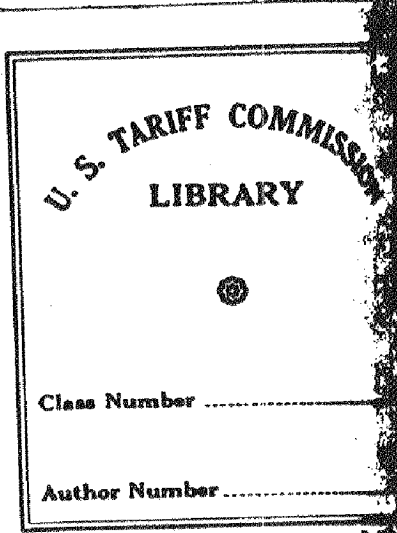 U. S. TARIFF COMMISSION
LIBRARY
Class Number
Author Number